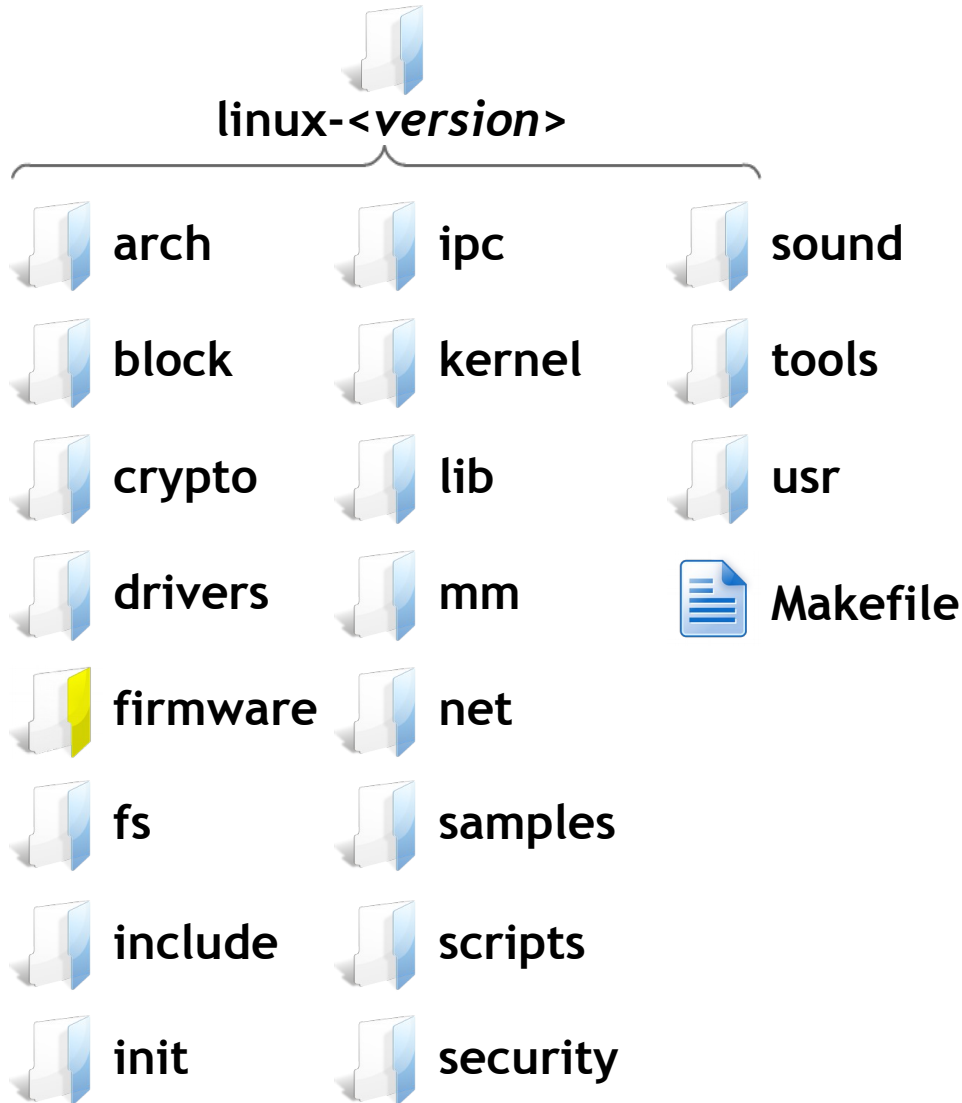 linux-<version>
arch
block
crypto
drivers
firmware
fs
include
init
ipc
kernel
lib
mm
net
samples
scripts
security
sound
tools
usr
Makefile